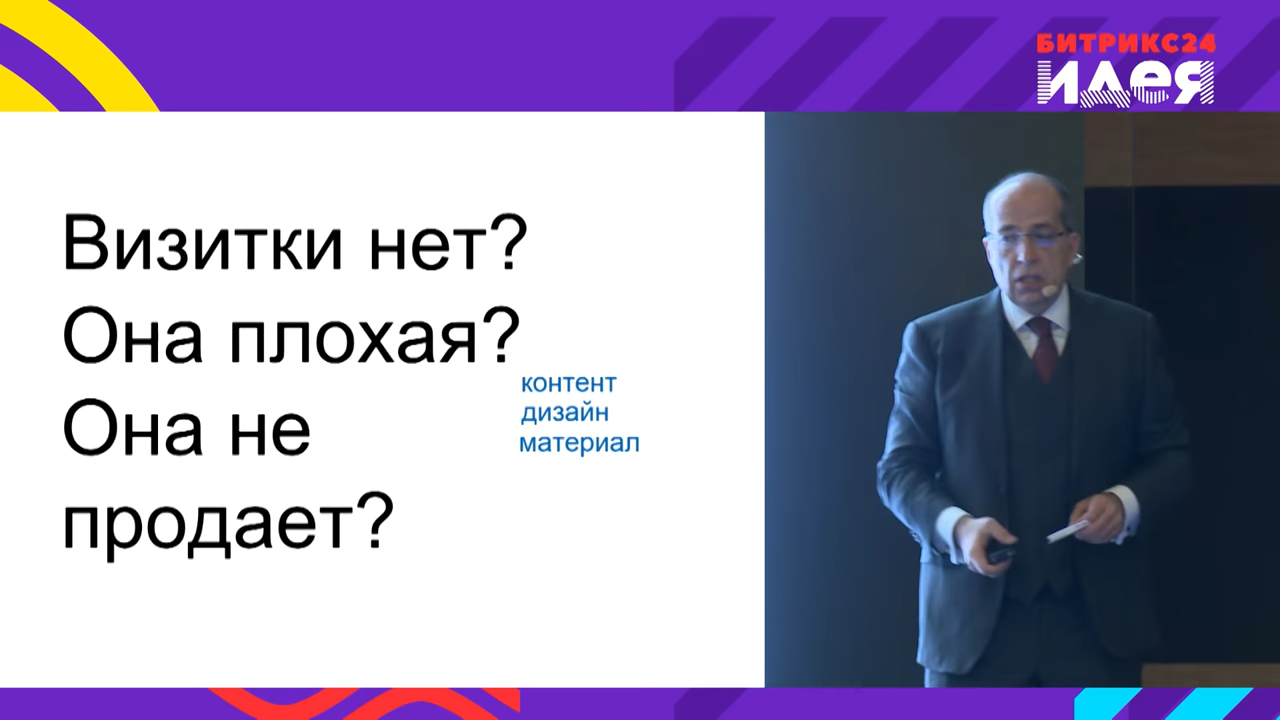 БИТРИКС24
идея
Визитки нет?
Она плохая?
Она не
продает?
контент
дизайн
материал